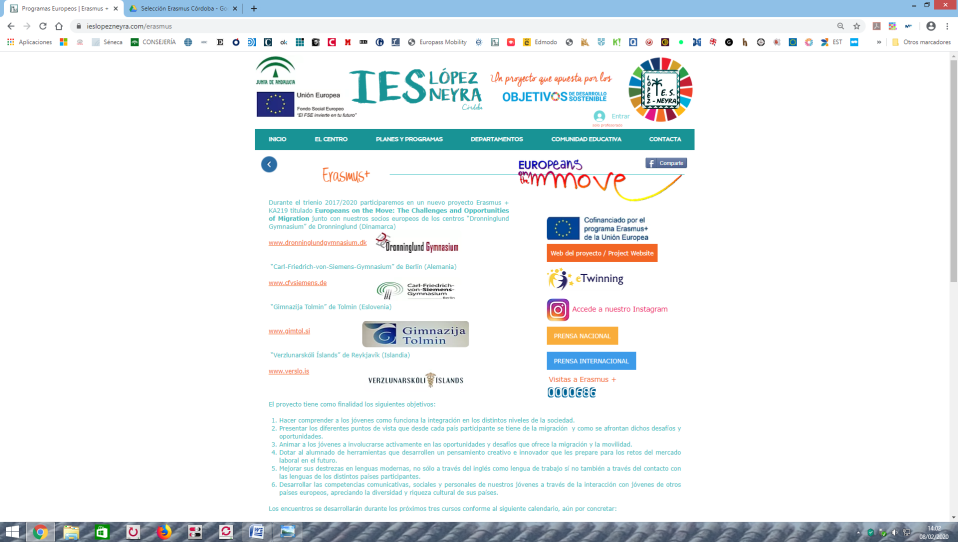 Programas Europeos | Erasmus +
Selección Erasmus Córdoba - Go
ieslopezneyra.com/erasmus
Aplicaciones
Séneca
CONSEJERÍA
ok
Europass Mobility
Edmodo
EST
Otros marcadores
JUNTA DE ANDALUCIA
Unión Europea
Fondo Social Europeo
"El FSE invierte en tu futuro"
IES LÓPEZ NEYRA
Córdoba
Un proyecto que apuesta por los
OBJETIVOS DE DESARROLLO SOSTENIBLE
LOPEZ I.E.S. -NEYRA
Entrar
INICIO
EL CENTRO
PLANES Y PROGRAMAS
DEPARTAMENTOS
COMUNIDAD EDUCATIVA
CONTACTA
Comparte
Erasmus+
EUROPEans on the move
Durante el trienio 2017/2020 participaremos en un nuevo proyecto Erasmus +
KA219 titulado Europeans on the Move: The Challenges and Opportunities
of Migration junto con nuestros socios europeos de los centros "Dronninglund
Gymnasium" de Dronninglund (Dinamarca)
www.dronninglundgymnasium.dk
Dronninglund Gymnasium
"Carl-Friedrich-von-Siemens-Gymnasium" de Berlín (Alemania)
www.cfvsiemens.de
Carl-Friedrich-
von-Siemens-
Gymnasium
Berlin
"Gimnazija Tolmin" de Tolmin (Eslovenia)
www.gimtol.si
Gimnazija
Tolmin
"Verzlunarskóli Íslands" de Reykjavik (Islandia)
www.verslo.is
VERZLUNARSKÓLI ÍSLANDS
Cofinanciado por el
programa Erasmus+
de la Unión Europea
Web del proyecto / Project Website
eTwinning
Accede a nuestro Instagram
PRENSA NACIONAL
PRENSA INTERNACIONAL
Visitas a Erasmus +
El proyecto tiene como finalidad los siguientes objetivos:
1. Hacer comprender a los jóvenes como funciona la integración en los distintos niveles de la sociedad.
2. Presentar los diferentes puntos de vista que desde cada país participante se tiene de la migración y como se afrontan dichos desafíos y
oportunidades.
3. Animar a los jóvenes a involucrarse activamente en las oportunidades y desafíos que ofrece la migración y la movilidad.
4. Dotar al alumnado de herramientas que desarrollen un pensamiento creativo e innovador que les prepare para los retos del mercado
laboral en el futuro.
5. Mejorar sus destrezas en lenguas modernas, no sólo a través del inglés como lengua de trabajo si no también a través del contacto con
las lenguas de los distintos países participantes.
6. Desarrollar las competencias comunicativas, sociales y personales de nuestros jóvenes a través de la interacción con jóvenes de otros
países europeos, apreciando la diversidad y riqueza cultural de sus países.
Los encuentros se desarrollarán durante los próximos tres cursos conforme al siguiente calendario, aún por concretar:
14:02
08/02/2020